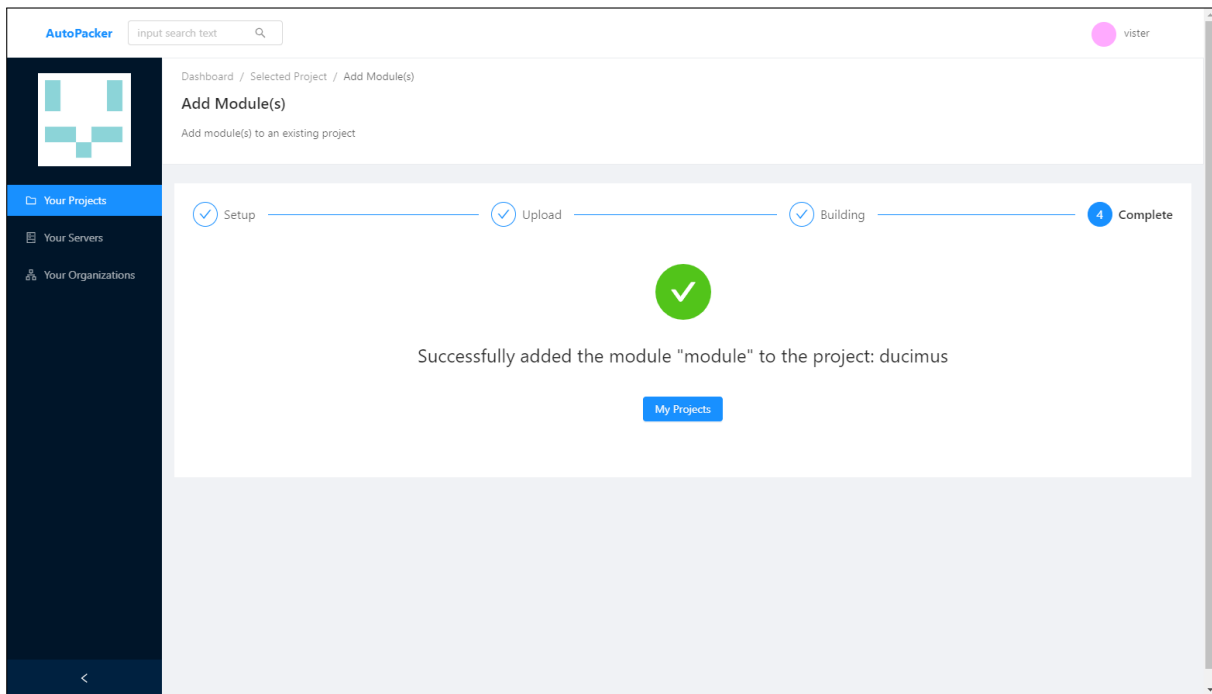 AutoPacker
input search text
vister
Dashboard / Selected Project / Add Module(s)
Add Module(s)
Add module(s) to an existing project
Your Projects
Your Servers
Your Organizations
Setup
Upload
Building
4 Complete
Successfully added the module "module" to the project: ducimus
My Projects